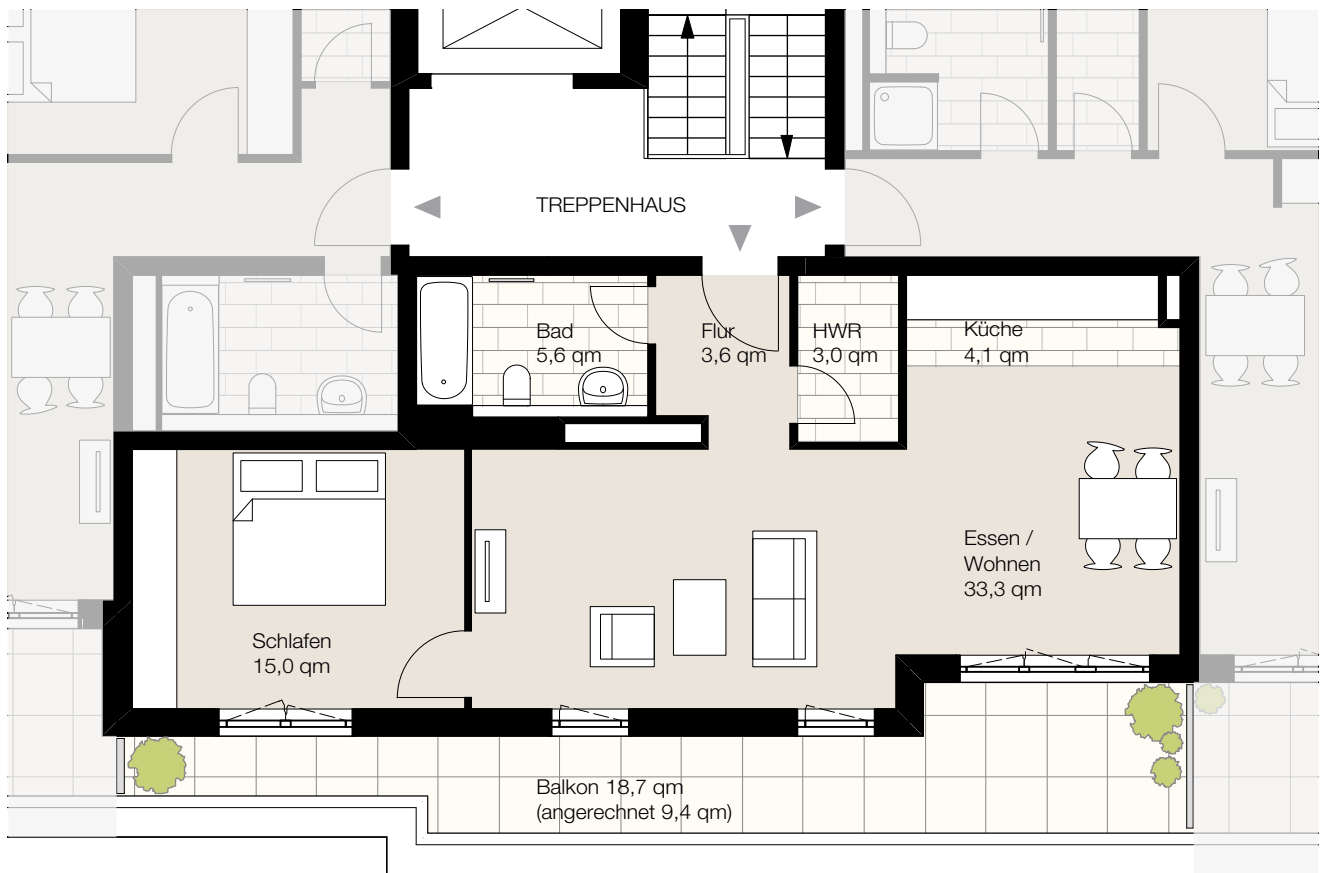 TREPPENHAUS
Bad
5,6 qm
Flur
3,6 qm
HWR
3,0 qm
Küche
4,1 qm
Essen /
Wohnen
33,3 qm
Schlafen
15,0 qm
Balkon 18,7 qm
(angerechnet 9,4 qm)